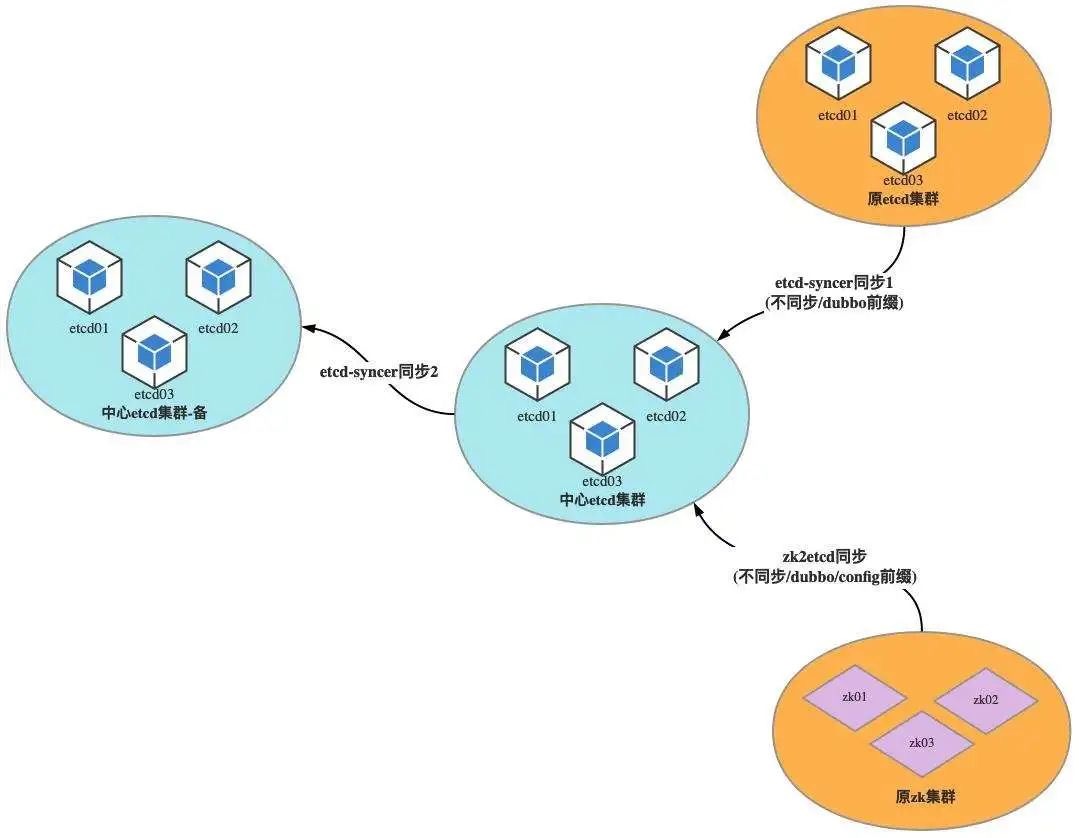 etcd01
etcd02
etcd03
原etcd集群
etcd-syncer同步1
(不同步/dubbo前缀)
etcd01
etcd02
etcd03
中心etcd集群-备
etcd-syncer同步2
etcd01
etcd02
etcd03
中心etcd集群
zk2etcd同步
(不同步/dubbo/config前缀)
zk01
zk02
zk03
原zk集群